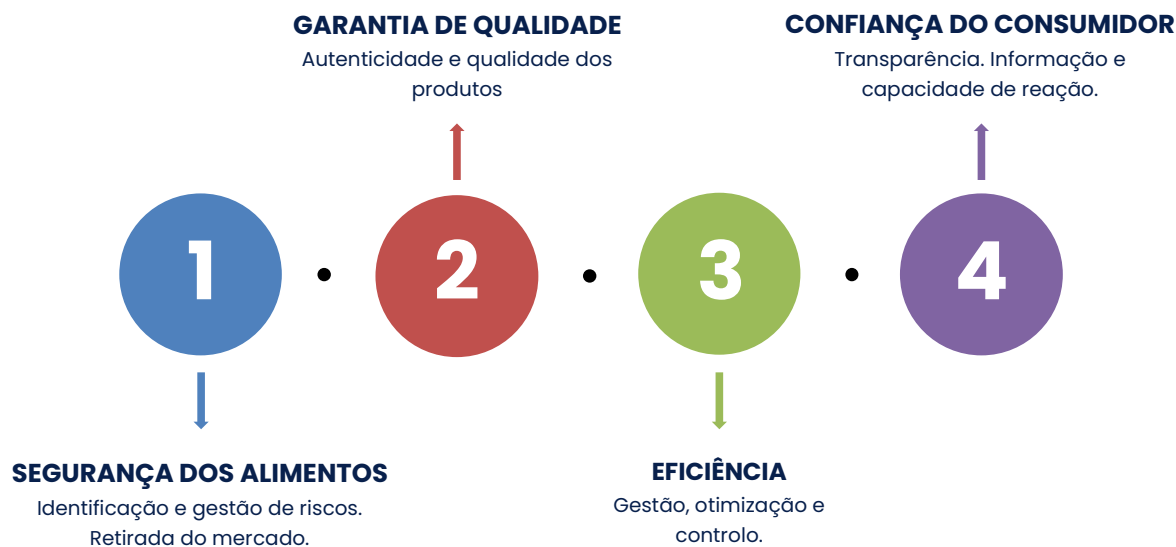 GARANTIA DE QUALIDADE
Autenticidade e qualidade dos
produtos
CONFIANÇA DO CONSUMIDOR
Transparência. Informação e
capacidade de reação.
1
2
3
4
SEGURANÇA DOS ALIMENTOS
Identificação e gestão de riscos.
Retirada do mercado.
EFICIÊNCIA
Gestão, otimização e
controlo.